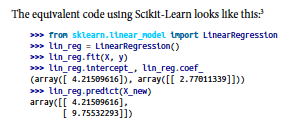 The equivalent code using Scikit-Learn looks like this:³
>>> from sklearn.linear_model import LinearRegression
>>> lin_reg = LinearRegression()
>>> lin_reg.fit(X, y)
>>> lin_reg.intercept_, lin_reg.coef_
(array([ 4.21509616]), array([[ 2.77011339]]))
>>> lin_reg.predict(X_new)
array([[ 4.21509616],
[ 9.75532293]])